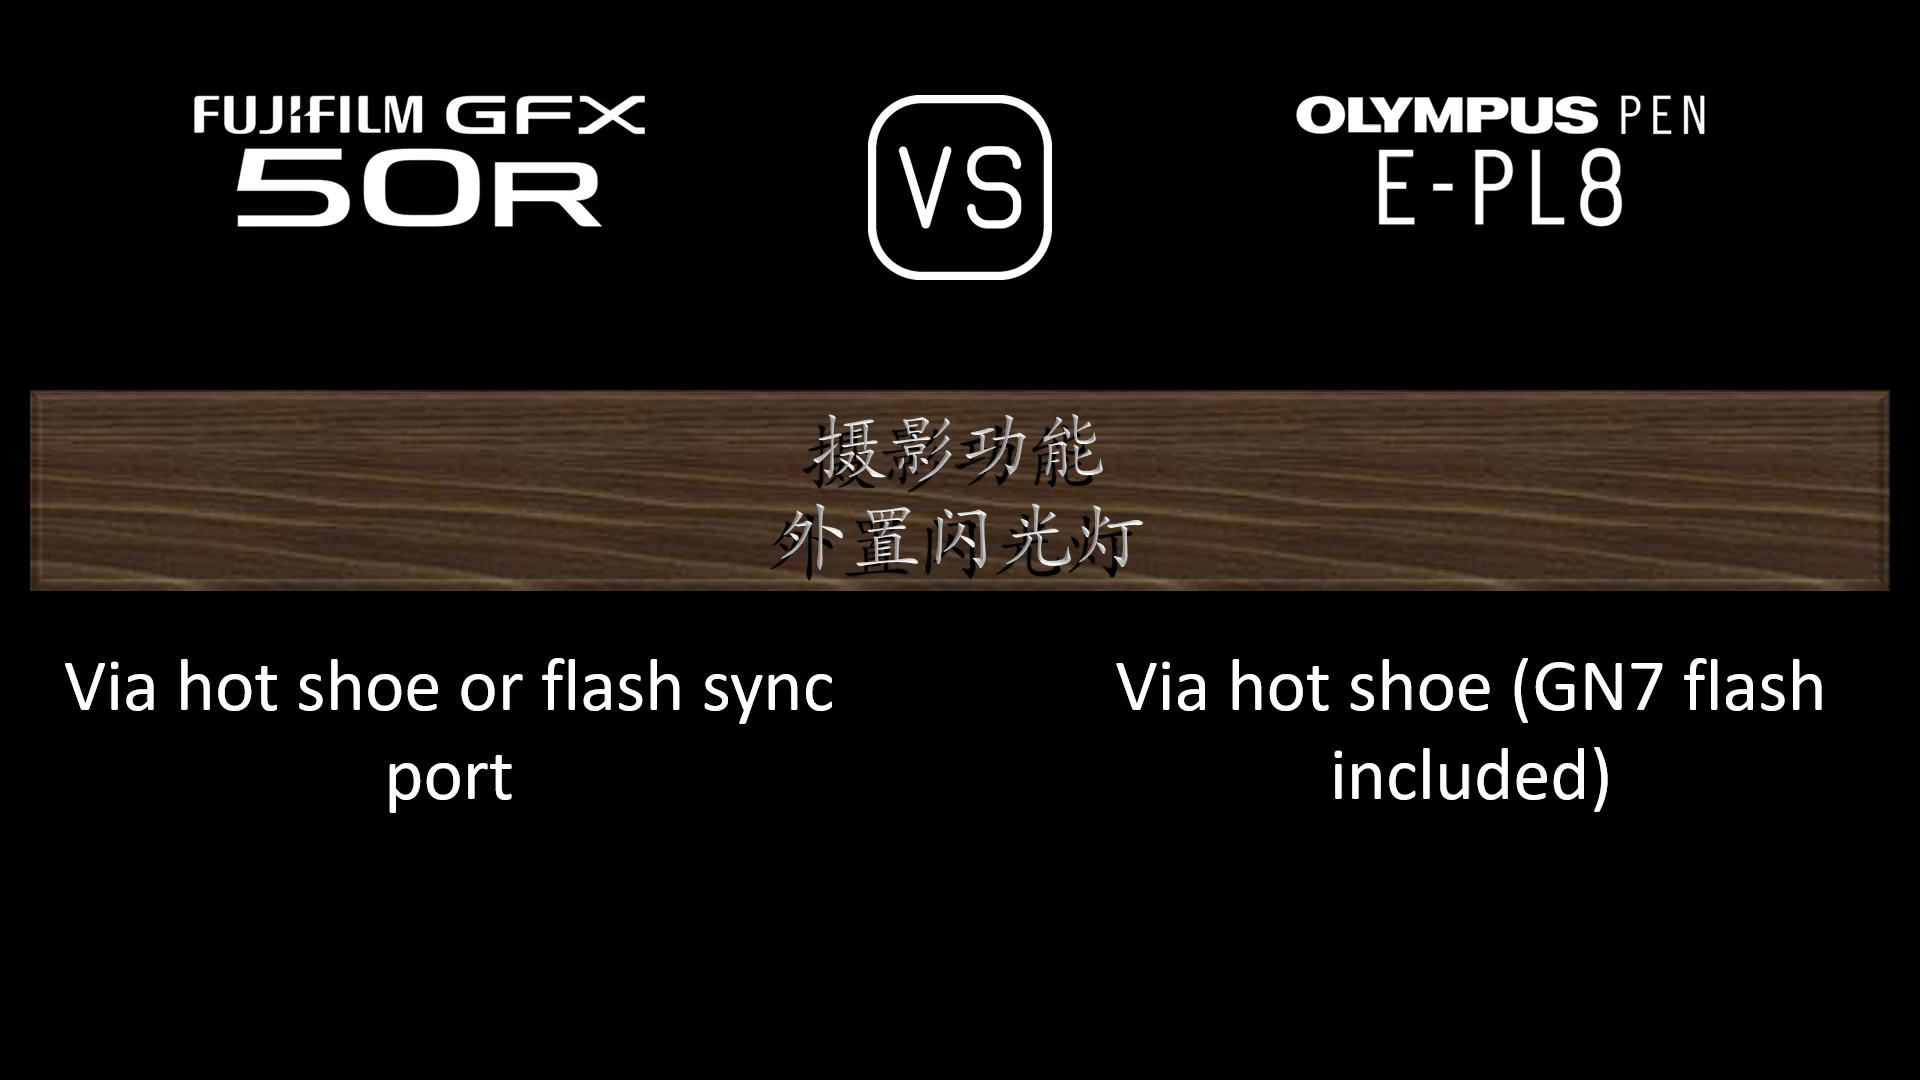 FUJIFILM GFX
50R
VS
OLYMPUS PEN
E-PL8
摄影功能
外置闪光灯
Via hot shoe or flash sync
port
Via hot shoe (GN7 flash
included)